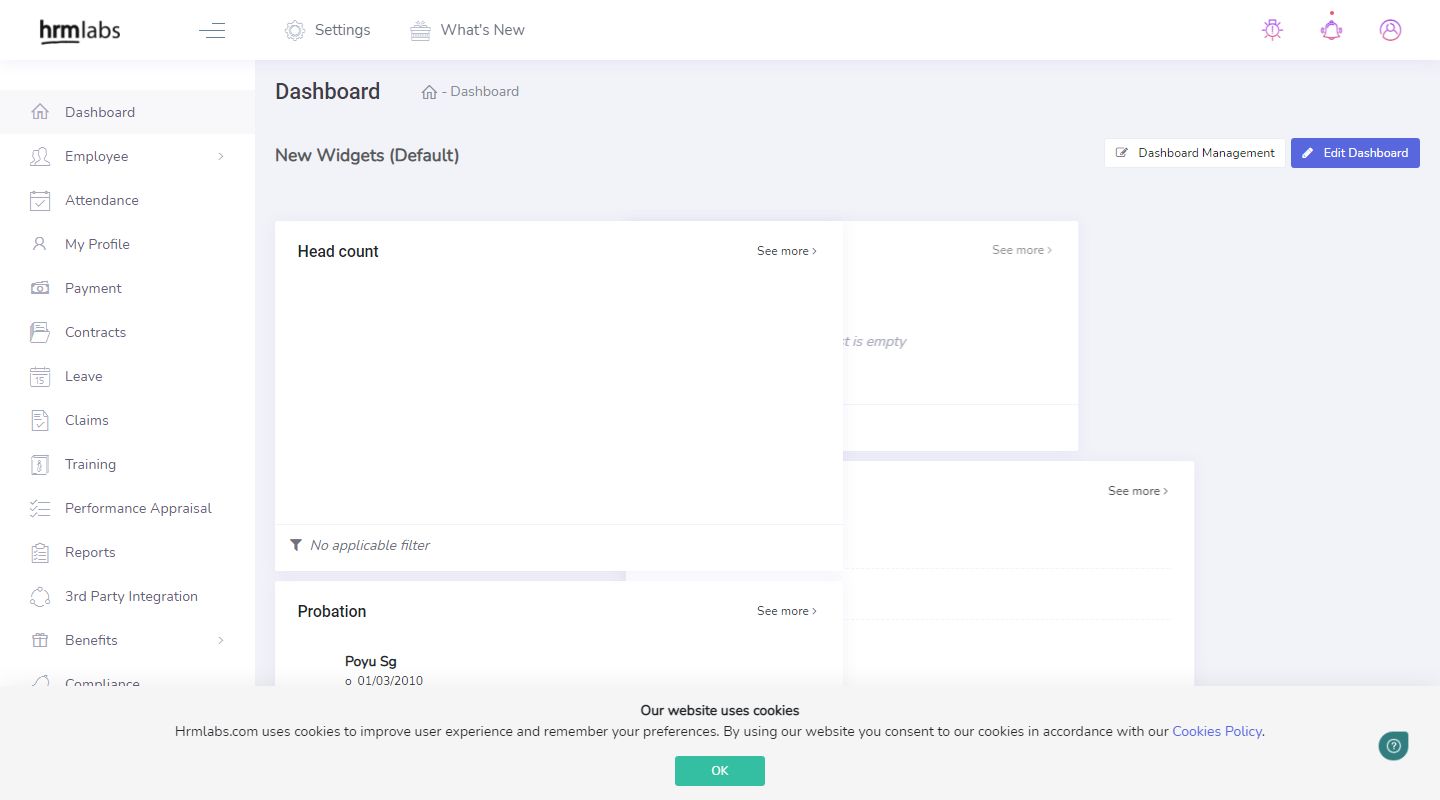 hrmlabs
Settings
What's New
Dashboard
- Dashboard
Dashboard
Employee
Attendance
My Profile
Payment
Contracts
Leave
15
Claims
Training
Performance Appraisal
Reports
3rd Party Integration
Benefits
Compliance
New Widgets (Default)
Dashboard Management
Edit Dashboard
Head count
See more
See more
is empty
No applicable filter
See more
Probation
See more
Poyu Sg
o 01/03/2010
Our website uses cookies
Hrmlabs.com uses cookies to improve user experience and remember your preferences. By using our website you consent to our cookies in accordance with our Cookies Policy.
OK